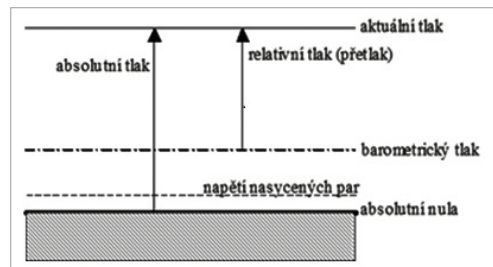 aktuální tlak
absolutní tlak
relativní tlak (přetlak)
barometrický tlak
napětí nasycených par
absolutní nula